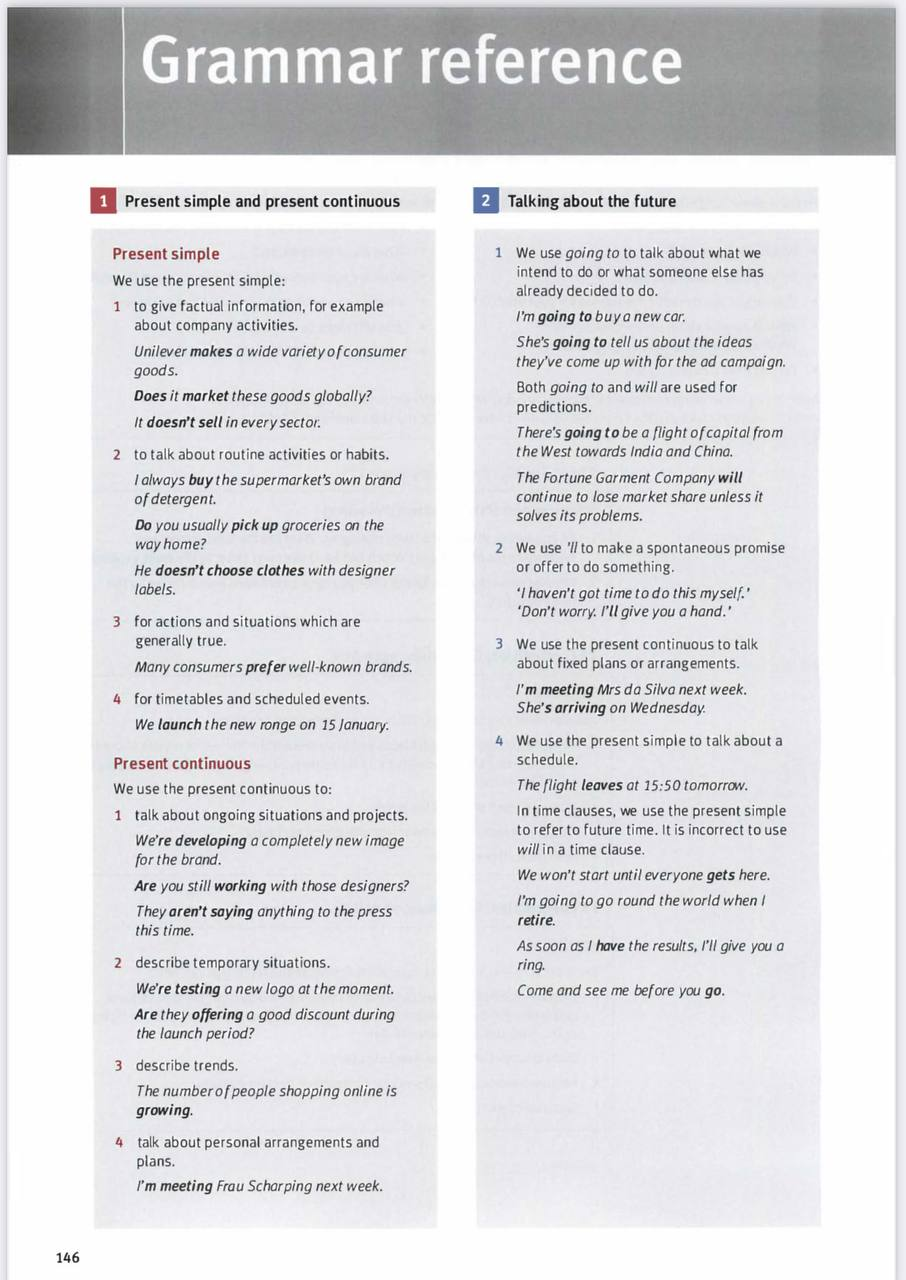 Grammar reference
1 Present simple and present continuous
Present simple
We use the present simple:
1 to give factual information, for example
about company activities.
Unilever makes a wide variety of consumer
goods.
Does it market these goods globally?
It doesn't sell in every sector.
2 to talk about routine activities or habits.
I always buy the supermarket's own brand
of detergent.
Do you usually pick up groceries on the
way home?
He doesn't choose clothes with designer
labels.
3 for actions and situations which are
generally true.
Many consumers prefer well-known brands.
4 for timetables and scheduled events.
We launch the new range on 15 January.
Present continuous
We use the present continuous to:
1 talk about ongoing situations and projects.
We're developing a completely new image
for the brand.
Are you still working with those designers?
They aren't saying anything to the press
this time.
2 describe temporary situations.
We're testing a new logo at the moment.
Are they offering a good discount during
the launch period?
3 describe trends.
The number of people shopping online is
growing.
4 talk about personal arrangements and
plans.
I'm meeting Frau Scharping next week.
2 Talking about the future
1 We use going to to talk about what we
intend to do or what someone else has
already decided to do.
I'm going to buy a new car.
She's going to tell us about the ideas
they've come up with for the ad campaign.
Both going to and will are used for
predictions.
There's going to be a flight of capital from
the West towards India and China.
The Fortune Garment Company will
continue to lose market share unless it
solves its problems.
2 We use 'll to make a spontaneous promise
or offer to do something.
'I haven't got time to do this myself.'
'Don't worry. I'll give you a hand.'
3 We use the present continuous to talk
about fixed plans or arrangements.
I'm meeting Mrs da Silva next week.
She's arriving on Wednesday.
4 We use the present simple to talk about a
schedule.
The flight leaves at 15:50 tomorrow.
In time clauses, we use the present simple
to refer to future time. It is incorrect to use
will in a time clause.
We won't start until everyone gets here.
I'm going to go round the world when I
retire.
As soon as I have the results, I'll give you a
ring.
Come and see me before you go.
146